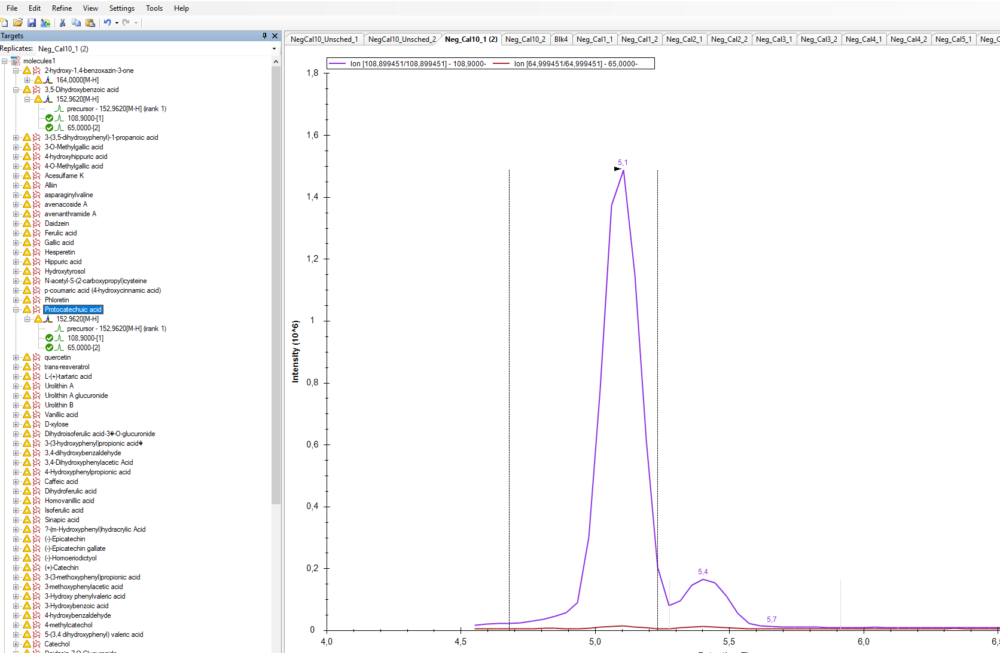 File Edit Refine View Settings Tools Help
Targets
Replicates: Neg_Cal10_1 (2)
molecules1
2-hydroxy-1,4-benzoxazin-3-one
164,0000[M-H]
3,5-Dihydroxybenzoic acid
152,9620[M-H]
precursor - 152,9620[M-H] (irank 1)
108,9000-[1]
65,0000-[2]
3-(3,5-dihydroxyphenyl)-1-propanoic acid
3-O-Methylgallic acid
4-hydroxyhippuric acid
4-O-Methylgallic acid
Acesulfame K
Alliin
asparaginylvaline
avenacoside A
avenanthramide A
Daidzein
Ferulic acid
Gallic acid
Hesperetin
Hippuric acid
Hydroxytyrosol
N-acetyl-S-(2-carboxypropyl)cysteine
p-coumaric acid (4-hydroxycinnamic acid)
Phloretin
Protocatechuic acid
152,9620[M-H]
precursor - 152,9620[M-H] (irank 1)
108,9000-[1]
65,0000-[2]
quercetin
trans-resveratrol
L-(+)-tartaric acid
Urolithin A
Urolithin A glucuronide
Urolithin B
Vanillic acid
D-xylose
Dihydroisoferulic acid-3�-O-glucuronide
3-(3-hydroxyphenyl)propionic acid�
3,4-dihydroxybenzaldehyde
3,4-Dihydroxyphenylacetic Acid
4-Hydroxyphenylpropionic acid
Caffeic acid
Dihydroferulic acid
Homovanillic acid
Isoferulic acid
Sinapic acid
?-(m-Hydroxyphenyl)hydracrylic Acid
(-)-Epicatechin
(-)-Epicatechin gallate
(-)-Homoeriodictyol
(+)-Catechin
3-(3-methoxyphenyl)propionic acid
3-methoxyphenylacetic acid
3-Hydroxy phenylvaleric acid
3-Hydroxybenzoic acid
4-hydroxybenzaldehyde
4-methylcatechol
5-(3,4 dihydroxyphenyl) valeric acid
Catechol
NegCal10_Unsched_1 NegCal10_Unsched_2 Neg_Cal10_1 (2) Neg_Cal10_2 Blk4 Neg_Cal1_1 Neg_Cal1_2 Neg_Cal2_1 Neg_Cal2_2 Neg_Cal3_1 Neg_Cal3_2 Neg_Cal4_1 Neg_Cal4_2 Neg_Cal5_1 Neg_C
Ion [108,899451/108,899451] - 108,9000- Ion [64,999451/64,999451] - 65,0000-
1,8
1,6
1,4
1,2
1
0,8
0,6
0,4
0,2
0
Intensity (10^6)
5,1
5,4
5,7
4,0 4,5 5,0 5,5 6,0 6,5